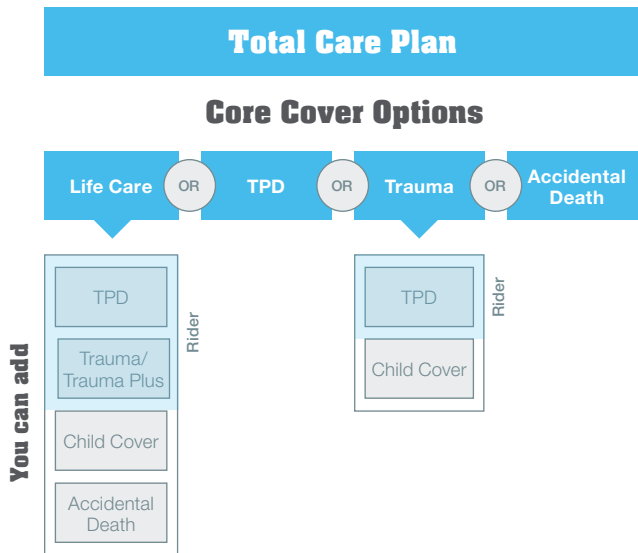 Total Care Plan
Core Cover Options
Life Care
OR
TPD
OR
Trauma
OR
Accidental
Death
You can add
TPD
Trauma/
Trauma Plus
Rider
Child Cover
Accidental
Death
TPD
Rider
Child Cover